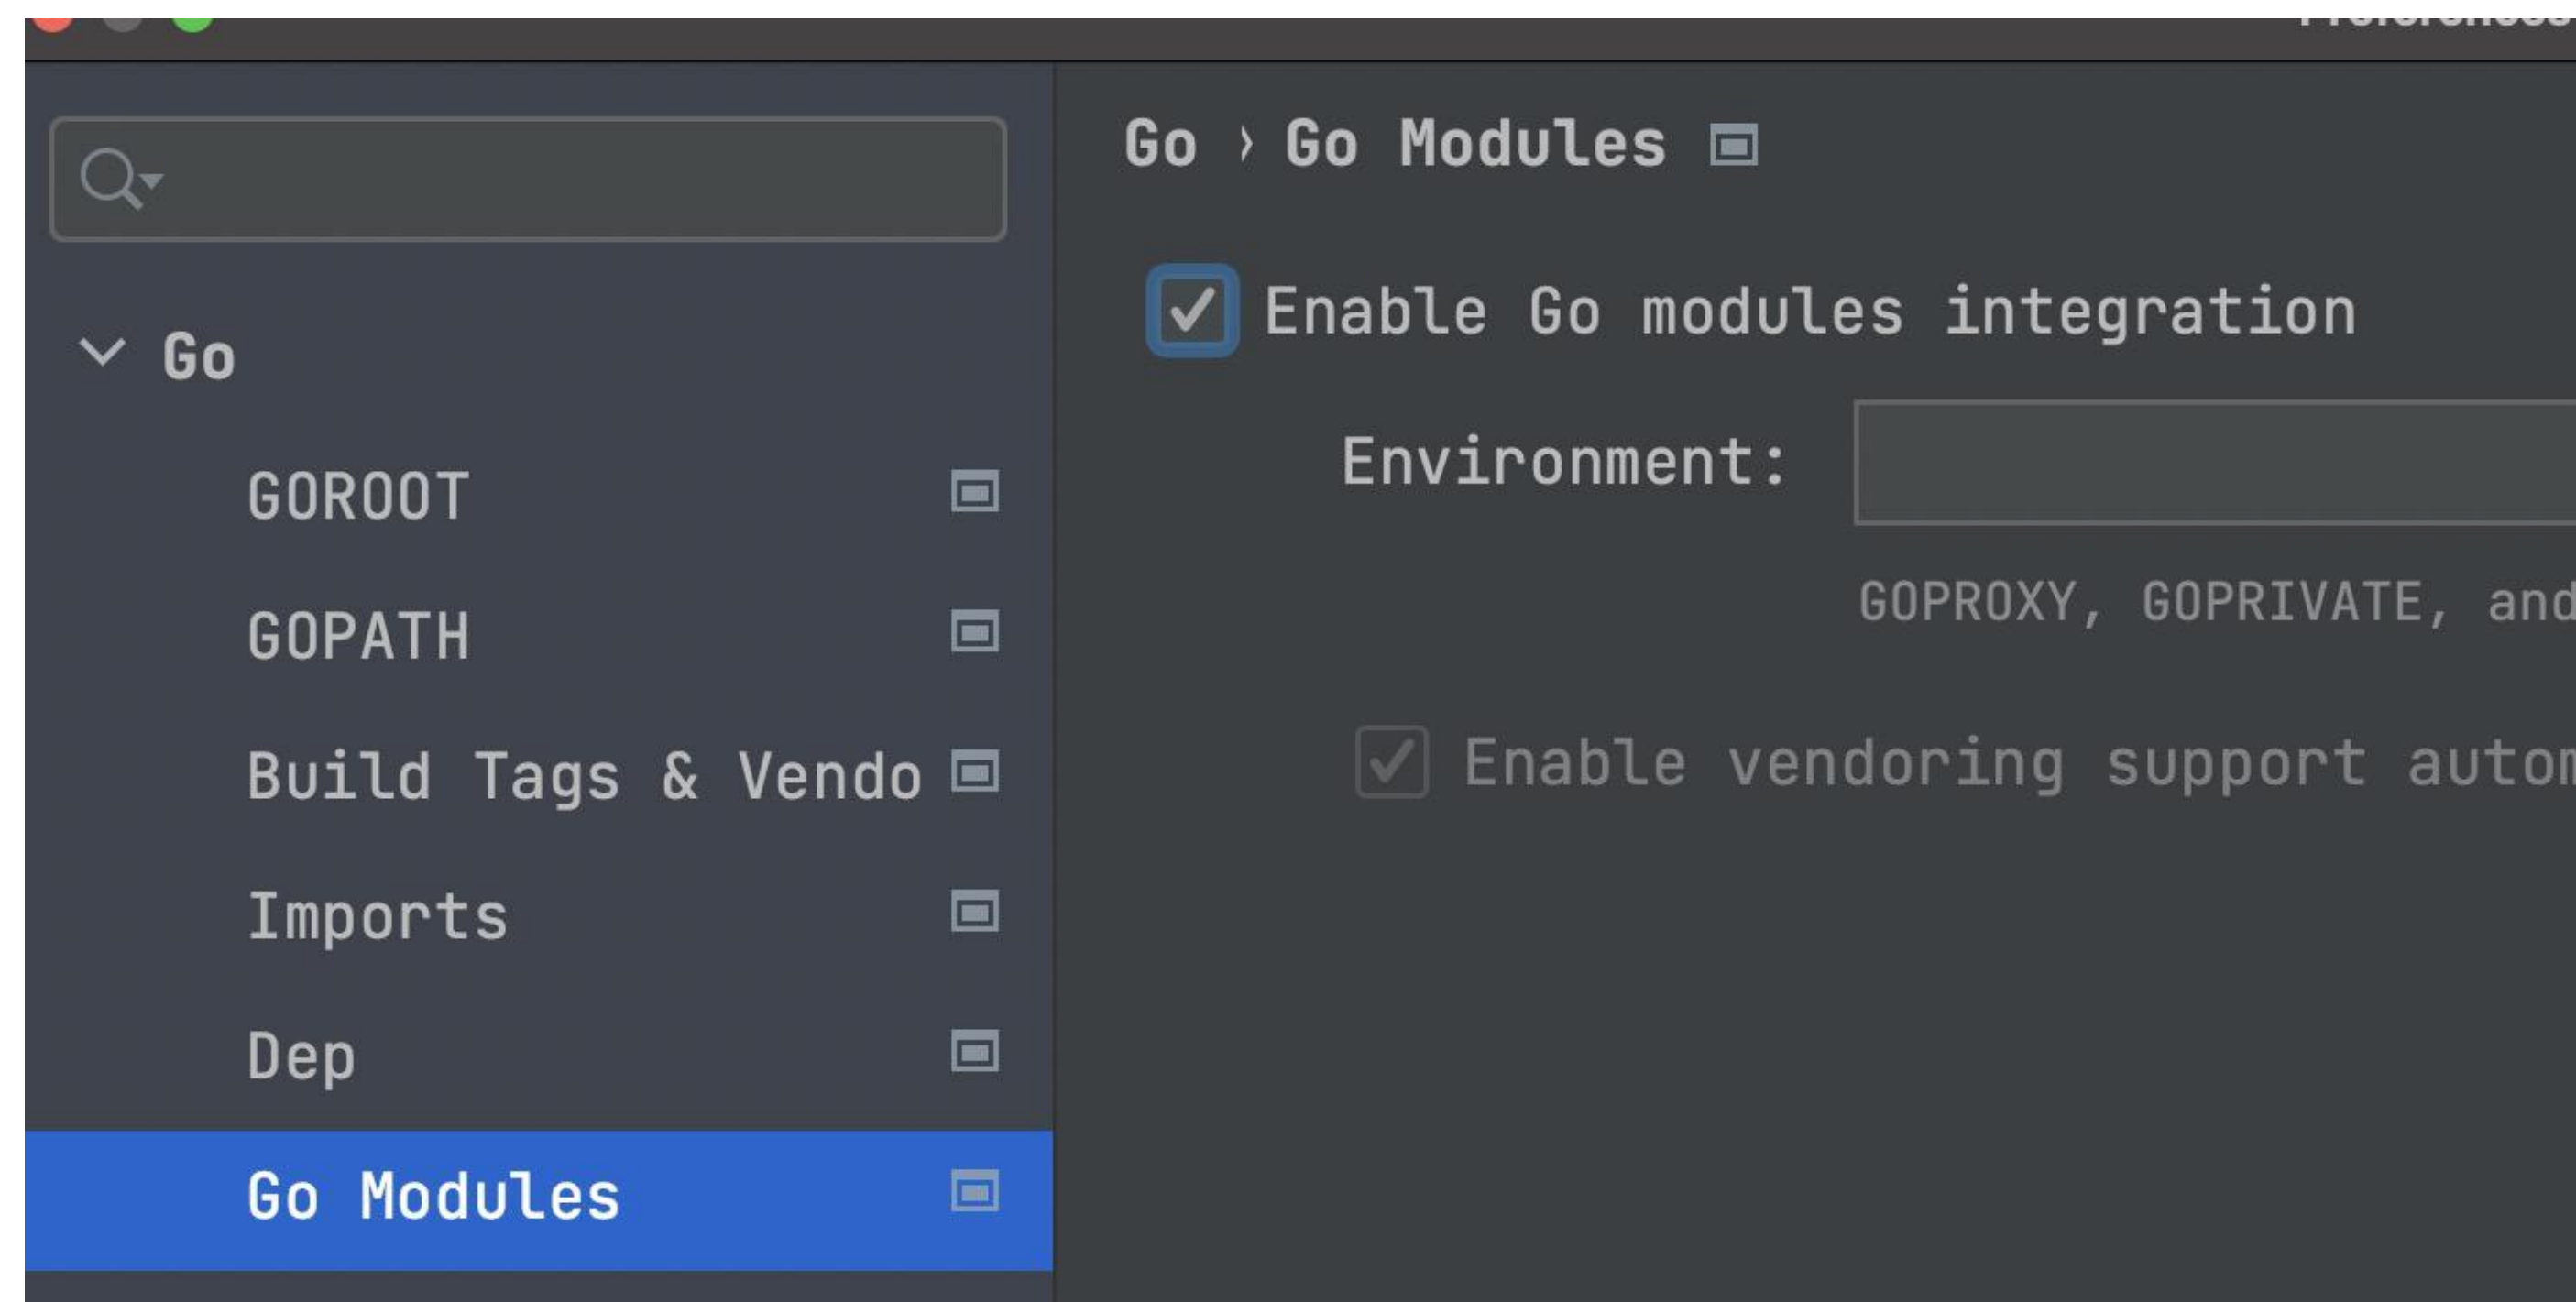 Go › Go Modules
Enable Go modules integration
Environment:
GOPROXY, GOPRIVATE, and
Enable vendoring support
Go
GOROOT
GOPATH
Build Tags & Vendo
Imports
Dep
Go Modules